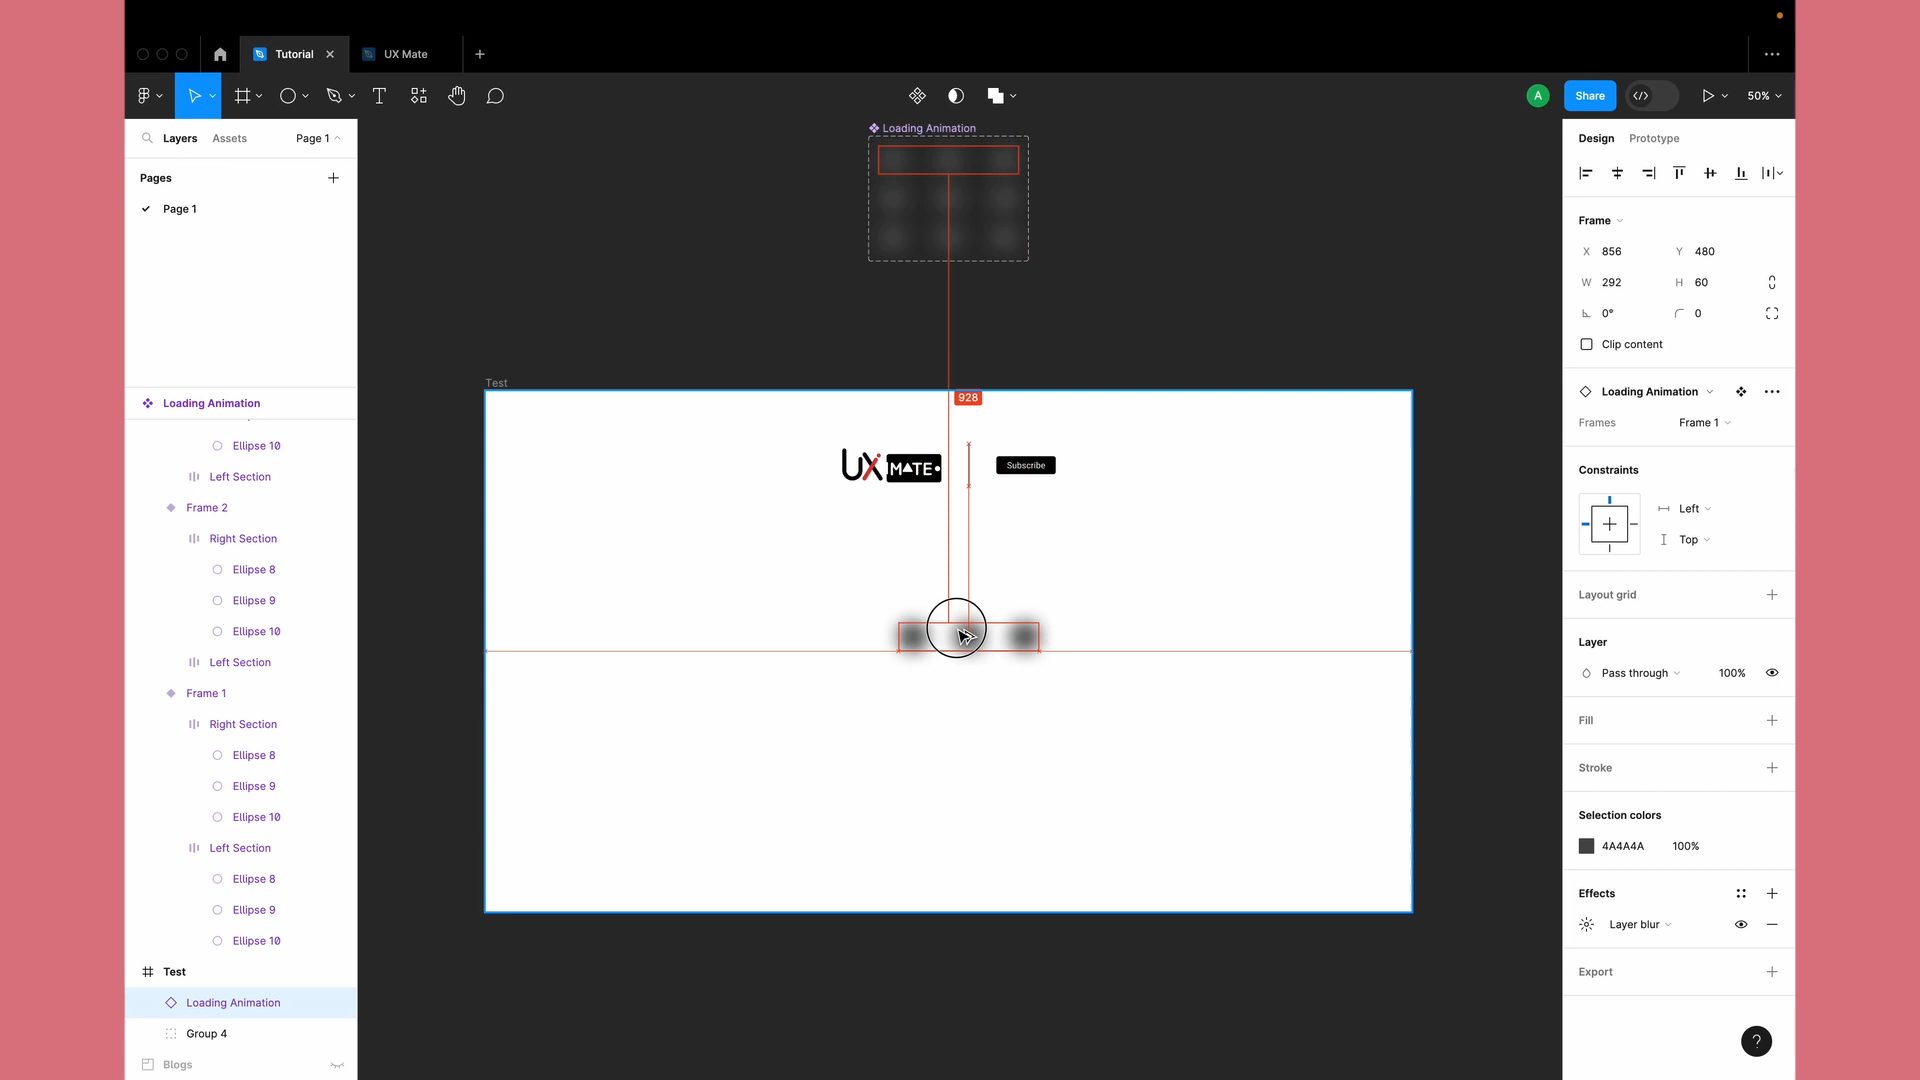 Tutorial
UX Mate
A
Share
50%
Layers
Assets
Page 1
Pages
Page 1
Loading Animation
Ellipse 10
Left Section
Frame 2
Right Section
Ellipse 8
Ellipse 9
Ellipse 10
Left Section
Frame 1
Right Section
Ellipse 8
Ellipse 9
Ellipse 10
Left Section
Ellipse 8
Ellipse 9
Ellipse 10
Test
Loading Animation
Group 4
Blogs
Loading Animation
Test
928
UX MATE
Subscribe
Design
Prototype
Frame
X 856 Y 480
W 292 H 60
0° 0
Clip content
Loading Animation
Frames Frame 1
Constraints
Left
Top
Layout grid
Layer
Pass through 100%
Fill
Stroke
Selection colors
4A4A4A 100%
Effects
Layer blur
Export
?